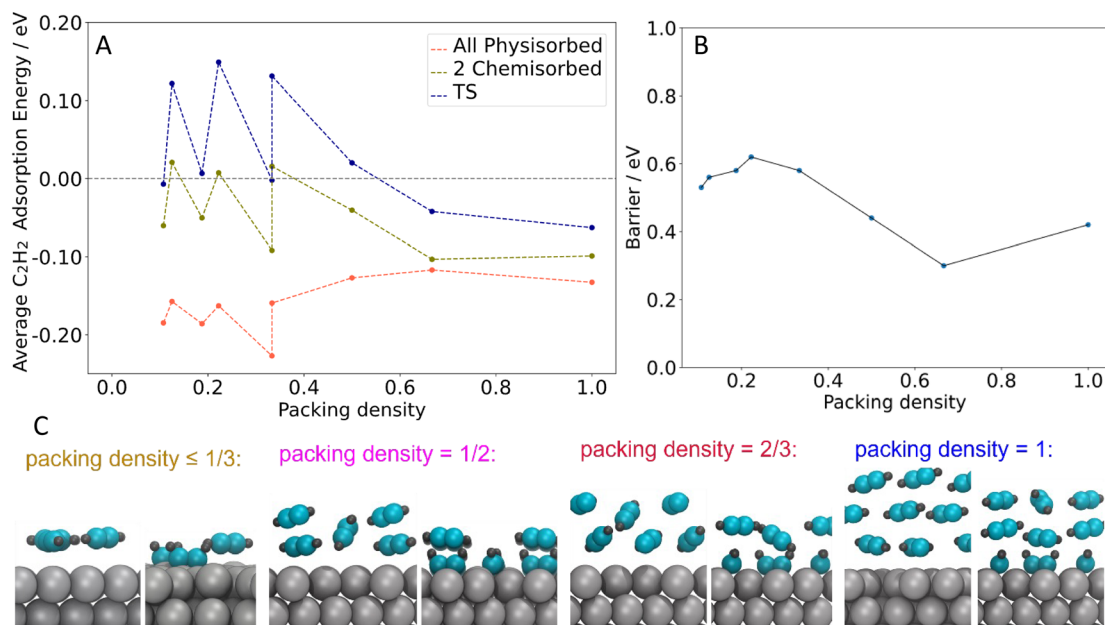 A
0.20
0.10
0.00
-0.10
-0.20
Average C₂H₂ Adsorption Energy / eV
All Physisorbed
2 Chemisorbed
TS
0.0 0.2 0.4 0.6 0.8 1.0
Packing density
B
1.0
0.8
0.6
0.4
0.2
0.0
Barrier / eV
0.2 0.4 0.6 0.8 1.0
Packing density
C
packing density ≤ 1/3:
packing density = 1/2:
packing density = 2/3:
packing density = 1: